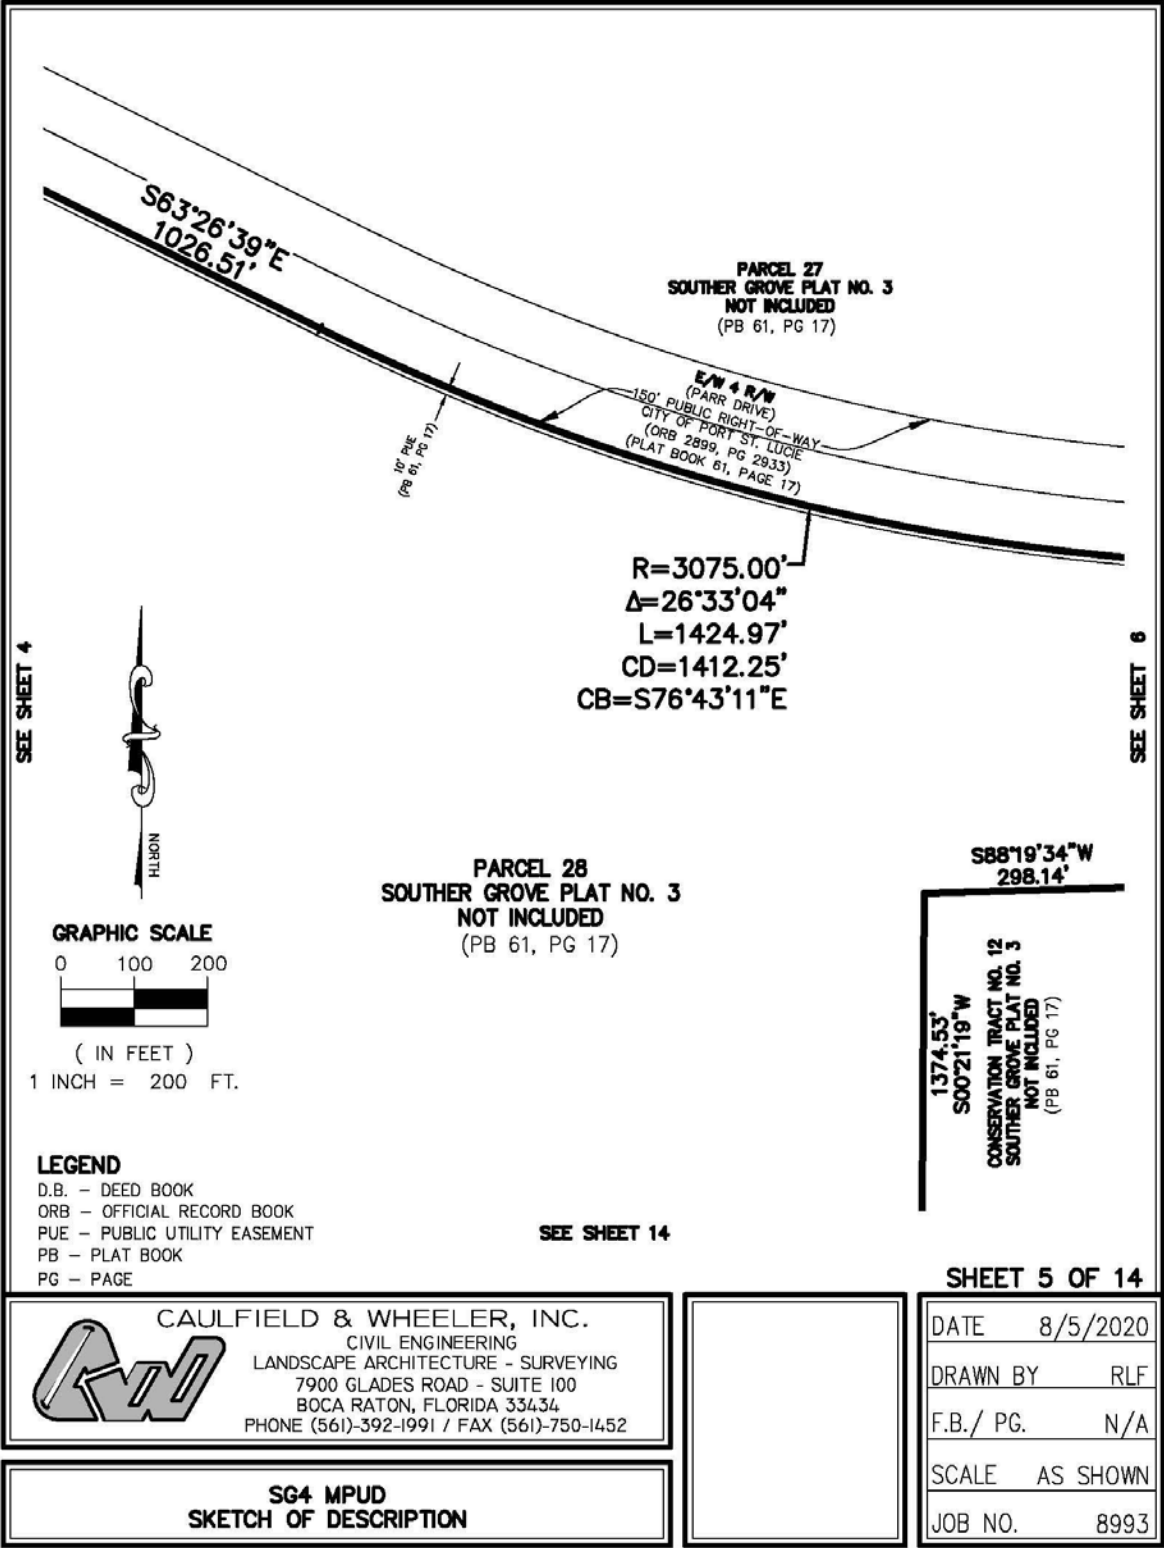 S63°26'39"E
1026.51'
PARCEL 27
SOUTHER GROVE PLAT NO. 3
NOT INCLUDED
(PB 61, PG 17)
E/W 4 R/W
(PARR DRIVE)
150' PUBLIC RIGHT-OF-WAY
CITY OF PORT ST. LUCIE
(ORB 2899, PG 2933)
(PLAT BOOK 61, PAGE 17)
10' PUE
(PB 61, PG 17)
R=3075.00'
Δ=26°33'04"
L=1424.97'
CD=1412.25'
CB=S76°43'11"E
SEE SHEET 4
SEE SHEET 6
NORTH
PARCEL 28
SOUTHER GROVE PLAT NO. 3
NOT INCLUDED
(PB 61, PG 17)
S88°19'34"W
298.14'
1374.53'
S00°21'19"W
CONSERVATION TRACT NO. 12
SOUTHER GROVE PLAT NO. 3
NOT INCLUDED
(PB 61, PG 17)
GRAPHIC SCALE
0 100 200
( IN FEET )
1 INCH = 200 FT.
LEGEND
D.B. - DEED BOOK
ORB - OFFICIAL RECORD BOOK
PUE - PUBLIC UTILITY EASEMENT
PB - PLAT BOOK
PG - PAGE
SEE SHEET 14
SHEET 5 OF 14
CWI
CAULFIELD & WHEELER, INC.
CIVIL ENGINEERING
LANDSCAPE ARCHITECTURE - SURVEYING
7900 GLADES ROAD - SUITE 100
BOCA RATON, FLORIDA 33434
PHONE (561)-392-1991 / FAX (561)-750-1452
SG4 MPUD
SKETCH OF DESCRIPTION
DATE 8/5/2020
DRAWN BY RLF
F.B./ PG. N/A
SCALE AS SHOWN
JOB NO. 8993